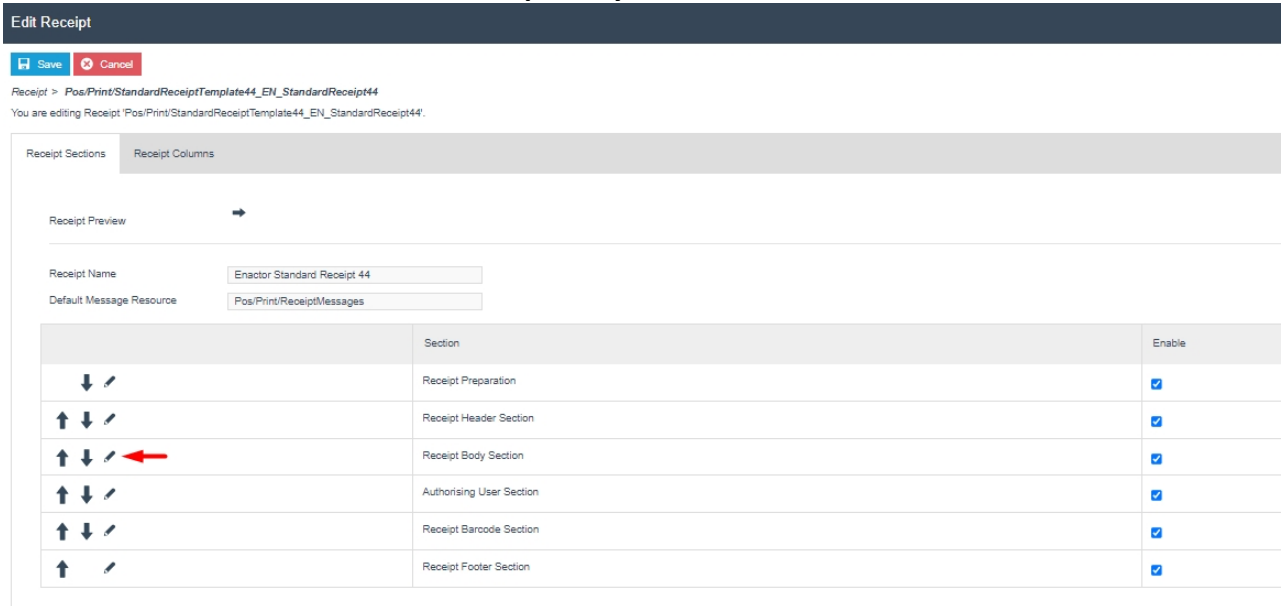 Edit Receipt
Save Cancel
Receipt > Pos/Print/StandardReceiptTemplate44_EN_StandardReceipt44
You are editing Receipt 'Pos/Print/StandardReceiptTemplate44_EN_StandardReceipt44'.
Receipt Sections Receipt Columns
Receipt Preview
Receipt Name Enactor Standard Receipt 44
Default Message Resource Pos/Print/ReceiptMessages
Section Enable
Receipt Preparation
Receipt Header Section
Receipt Body Section
Authorising User Section
Receipt Barcode Section
Receipt Footer Section